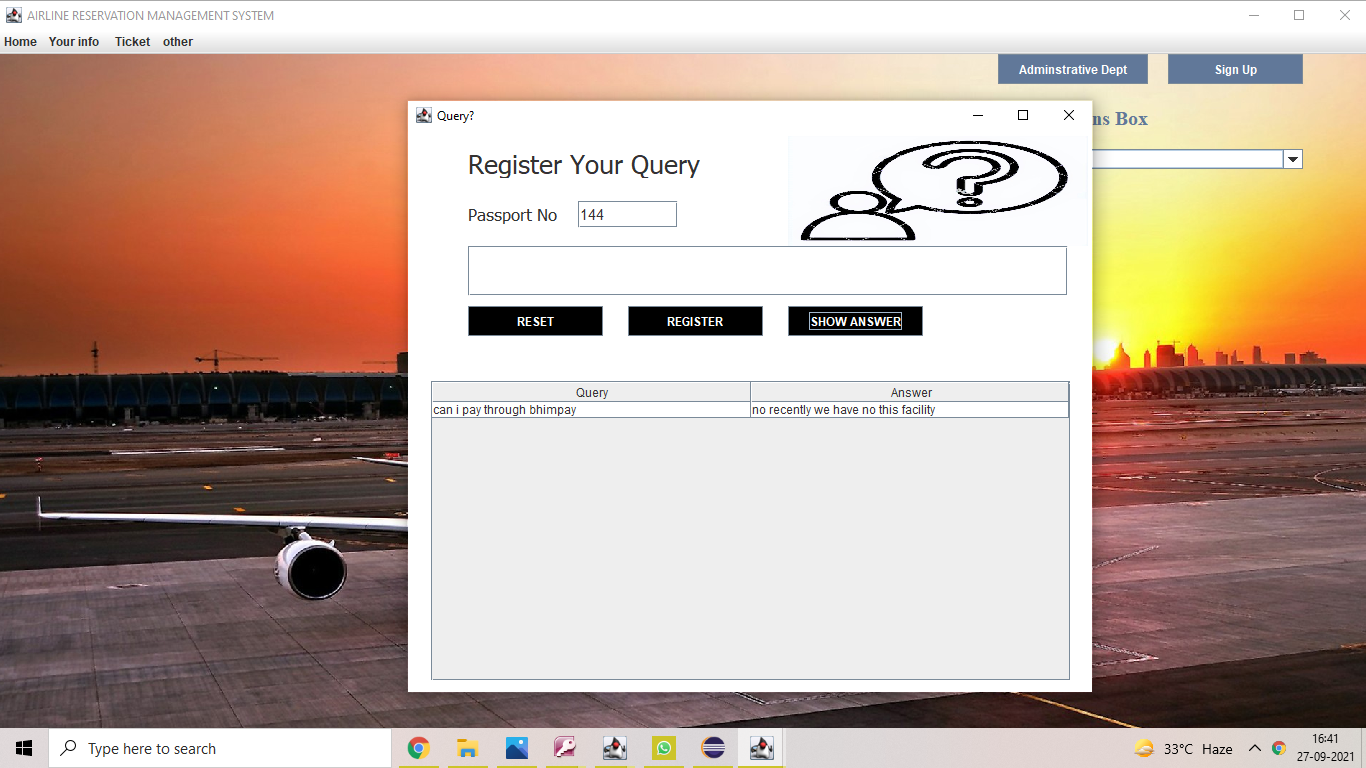 AIRLINE RESERVATION MANAGEMENT SYSTEM
Home Your info Ticket other
Adminstrative Dept Sign Up
Query?
ns Box
Register Your Query
Passport No 144
RESET REGISTER SHOW ANSWER
Query Answer
can i pay through bhimpay no recently we have no this facility
Type here to search
33°C Haze
16:41
27-09-2021